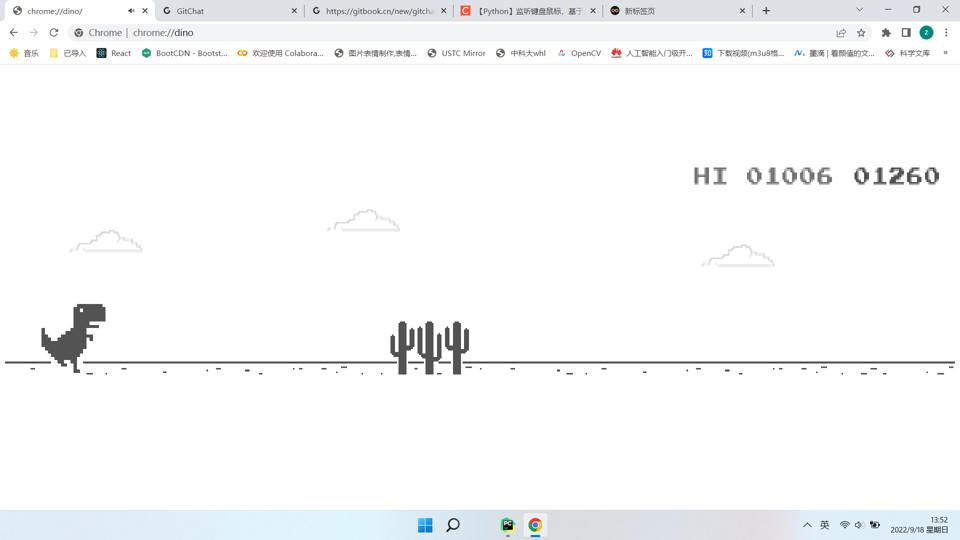 chrome://dino/
GitChat
https://gitbook.cn/new/gitcha
【Python】监听键盘鼠标，基于
新标签页
Chrome | chrome://dino
音乐
已导入
React
BootCDN - Bootst...
欢迎使用 Colabora...
图片表情制作,表情...
USTC Mirror
中科大whl
OpenCV
人工智能入门级开...
下载视频(m3u8格...
墨滴 | 看颜值的文...
科学文库
»
HI 01006 01260
英
13:52
2022/9/18 星期日